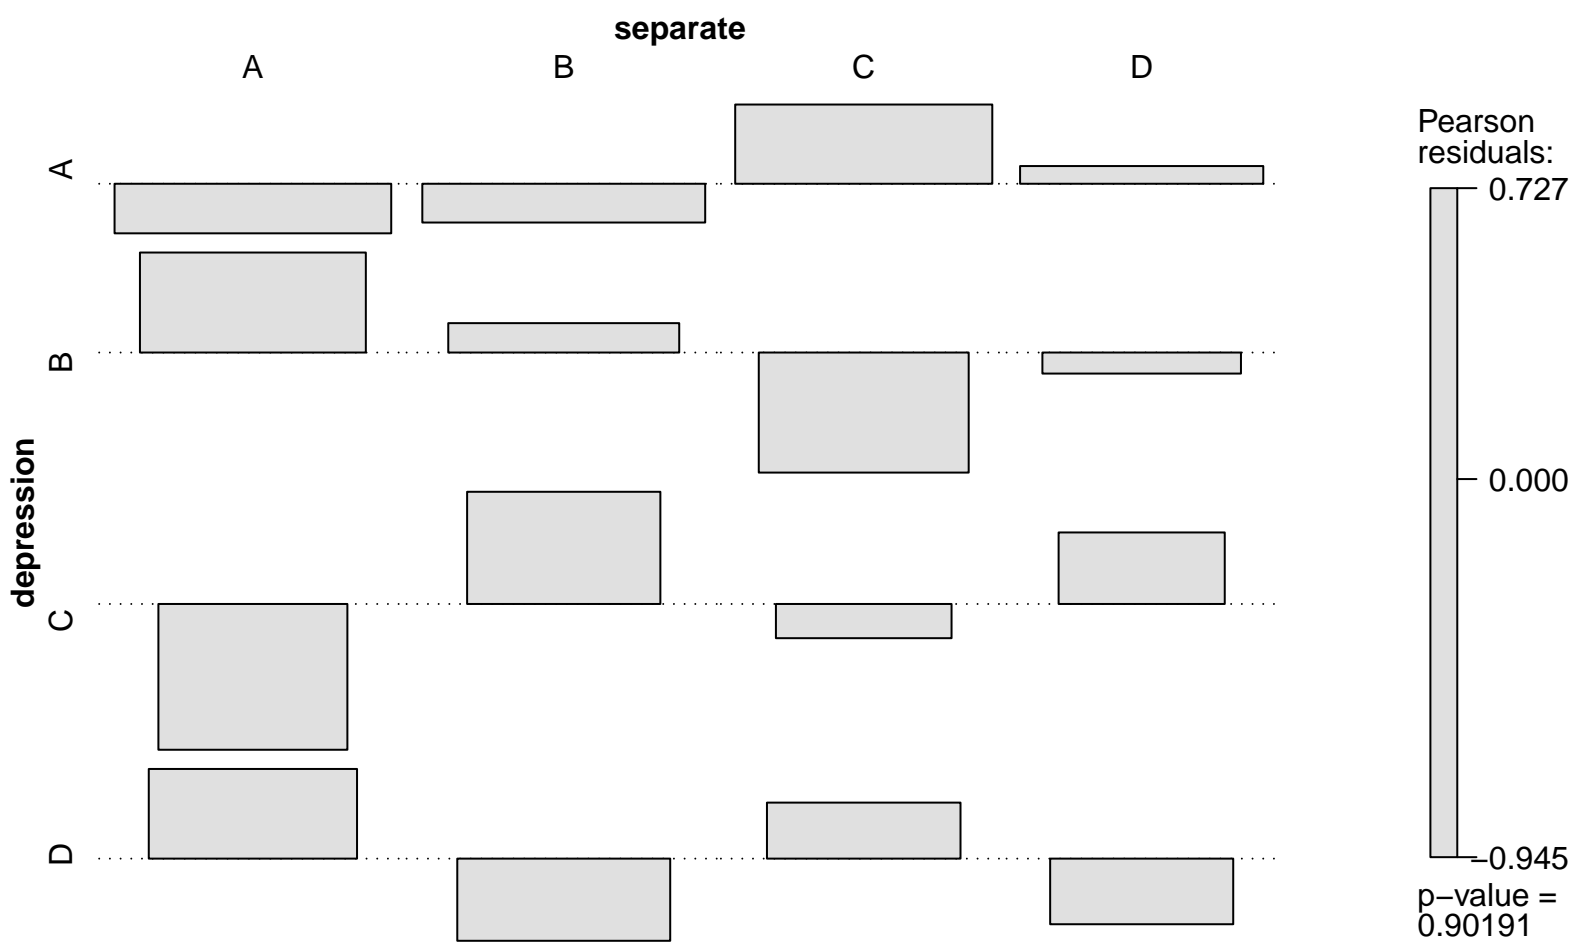 separate
A B C D
A
B
C
D
depression
Pearson
residuals:
0.727
0.000
−0.945
p−value =
0.90191